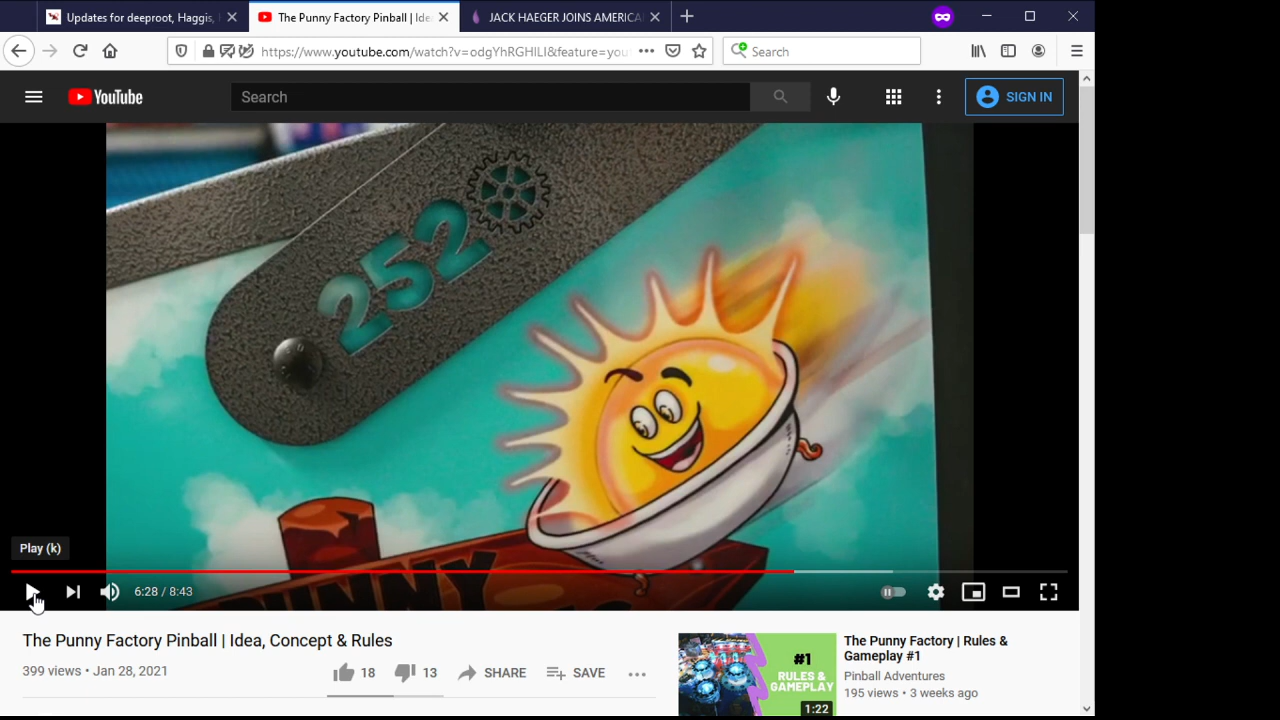 Updates for deeproot, Haggis,
The Punny Factory Pinball | Ide
JACK HAEGER JOINS AMERICA
https://www.youtube.com/watch?v=odgYhRGHILI&feature=you
Search
YouTube
Search
SIGN IN
252
PUNNY
Play (k)
6:28 / 8:43
The Punny Factory Pinball | Idea, Concept & Rules
399 views • Jan 28, 2021
18
13
SHARE
SAVE
The Punny Factory | Rules &
Gameplay #1
Pinball Adventures
195 views • 3 weeks ago
#1
RULES &
GAMEPLAY
1:22